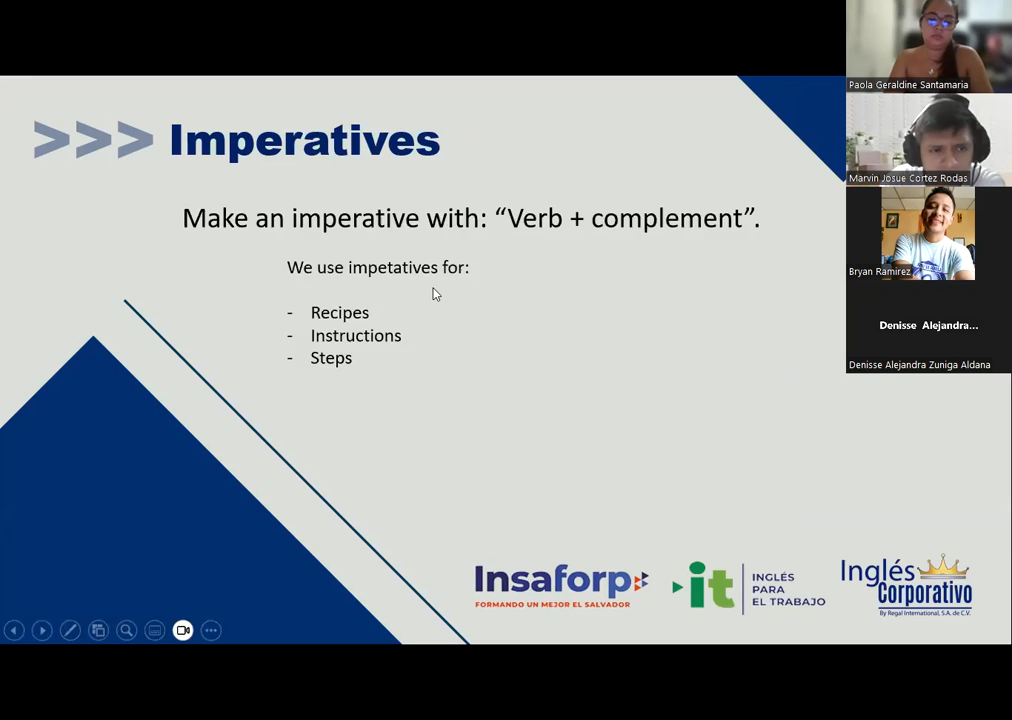 >>> Imperatives
Make an imperative with: “Verb + complement”.
We use impetatives for:
- Recipes
- Instructions
- Steps
Insaforp
FORMANDO UN MEJOR EL SALVADOR
it
INGLÉS
PARA
EL TRABAJO
Inglés
Corporativo
By Regal International, S.A. de C.V.
Paola Geraldine Santamaria
Marvin Josue Cortez Rodas
Bryan Ramirez
Denisse Alejandra...
Denisse Alejandra Zuniga Aldana